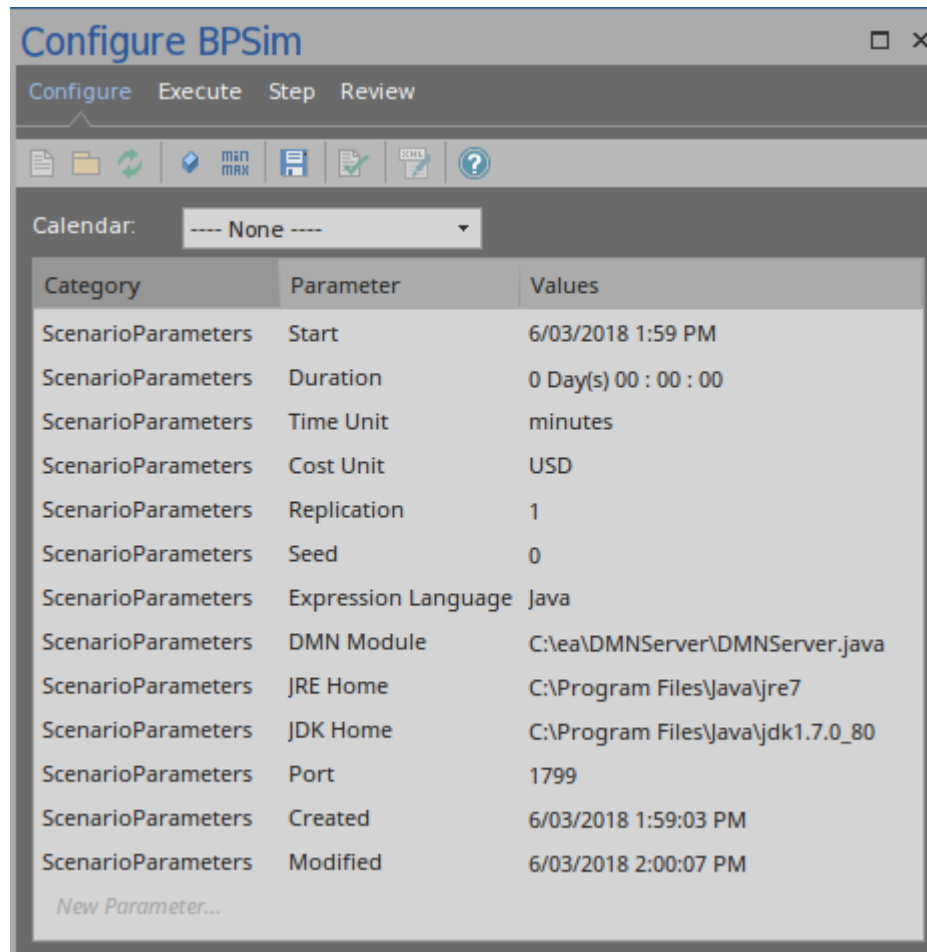 Configure BPSim
Configure Execute Step Review
min
max
XML
?
Calendar: ---- None ----
Category Parameter Values
ScenarioParameters Start 6/03/2018 1:59 PM
ScenarioParameters Duration 0 Day(s) 00 : 00 : 00
ScenarioParameters Time Unit minutes
ScenarioParameters Cost Unit USD
ScenarioParameters Replication 1
ScenarioParameters Seed 0
ScenarioParameters Expression Language Java
ScenarioParameters DMN Module C:\ea\DMNServer\DMNServer.java
ScenarioParameters JRE Home C:\Program Files\Java\jre7
ScenarioParameters JDK Home C:\Program Files\Java\jdk1.7.0_80
ScenarioParameters Port 1799
ScenarioParameters Created 6/03/2018 1:59:03 PM
ScenarioParameters Modified 6/03/2018 2:00:07 PM
New Parameter...